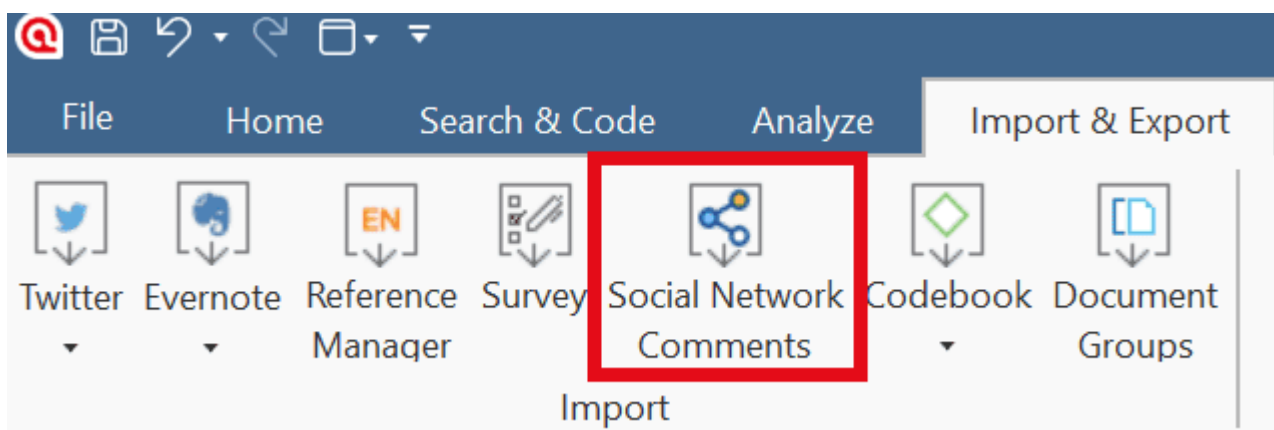 File Home Search & Code Analyze Import & Export
EN
Twitter Evernote Reference Survey Social Network Codebook Document
Manager Comments Groups
Import